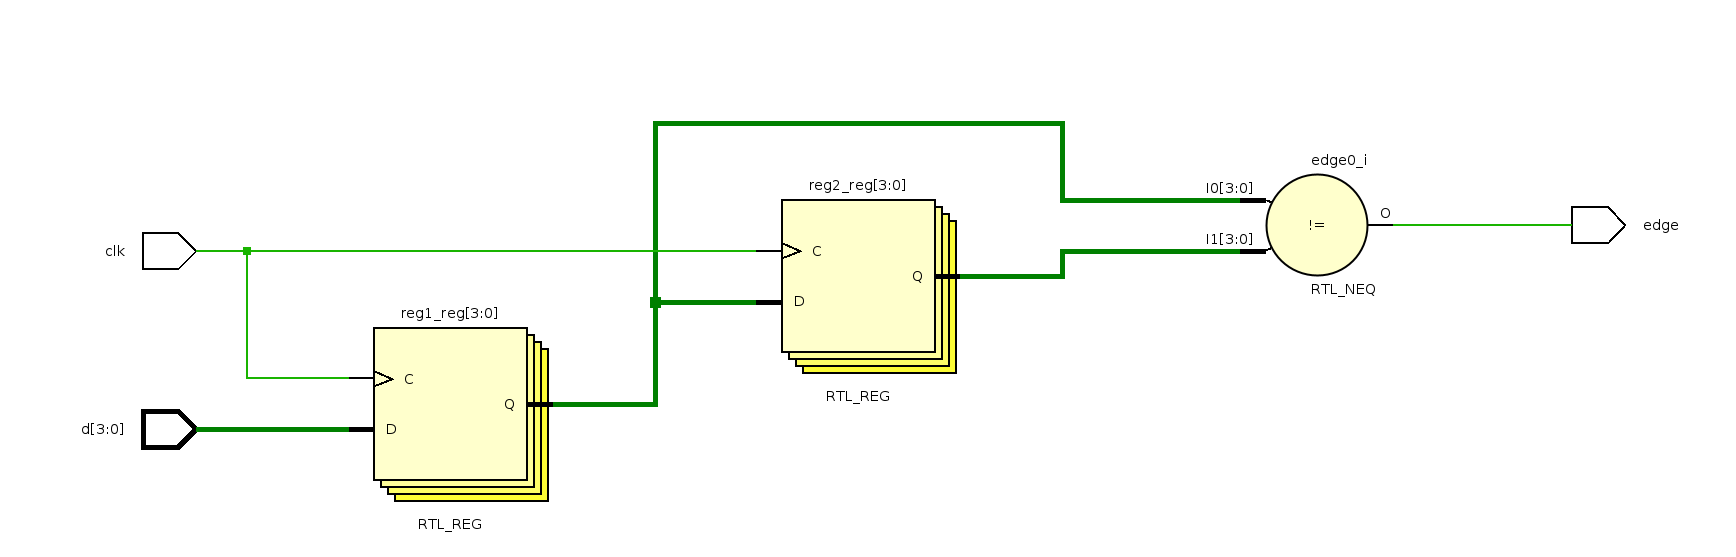 edge0_i
reg2_reg[3:0]
I0[3:0]
O
!=
edge
I1[3:0]
clk
C
Q
RTL_NEQ
D
reg1_reg[3:0]
C
RTL_REG
Q
d[3:0]
D
RTL_REG